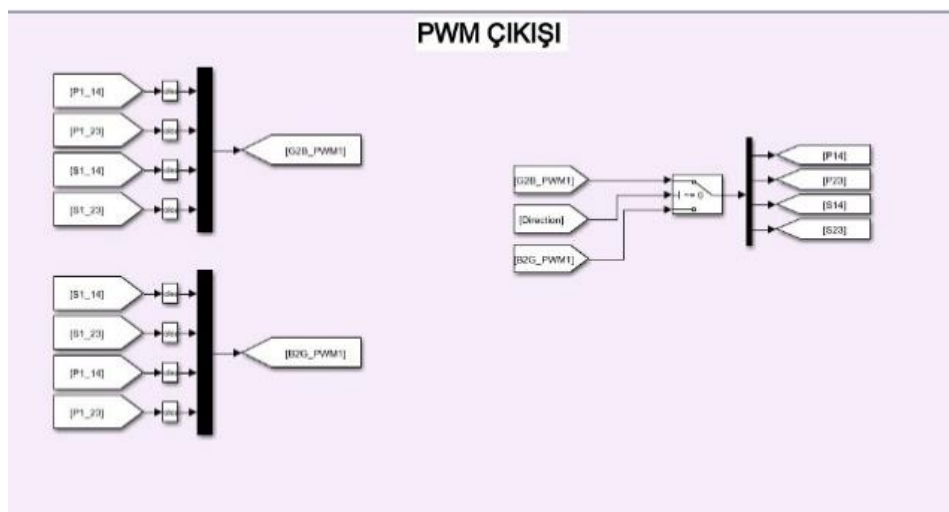 PWM ÇIKIŞI
[P1_14]
[P1_23]
[S1_14]
[S1_23]
[G2B_PWM1]
[S1_14]
[S1_23]
[P1_14]
[P1_23]
[B2G_PWM1]
[G2B_PWM1]
[Direction]
[B2G_PWM1]
~= 0
[P14]
[P23]
[S14]
[S23]